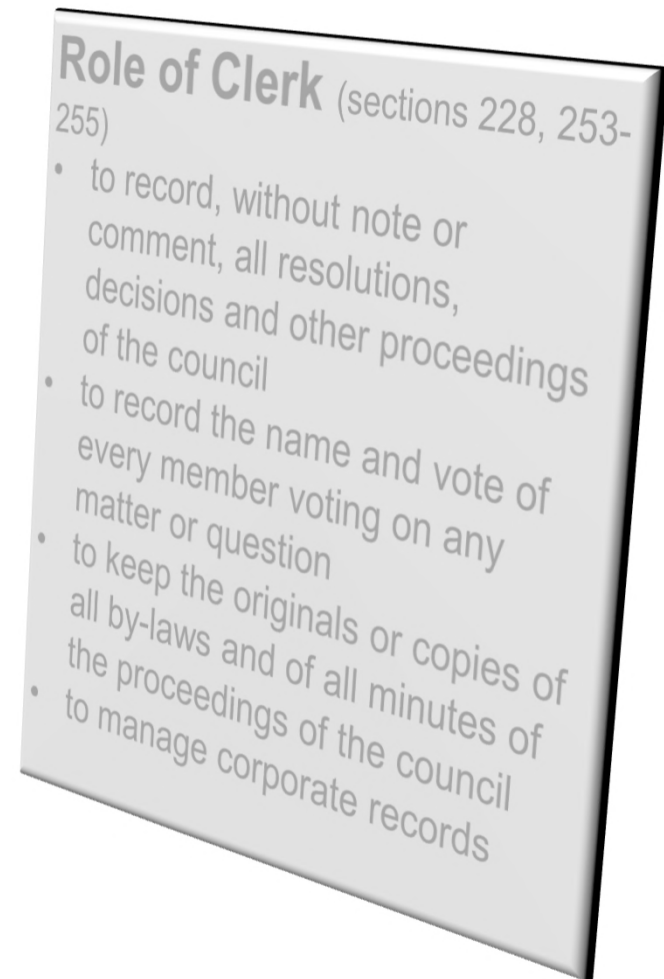 Role of Clerk (sections 228, 253-
255)
• to record, without note or
comment, all resolutions,
decisions and other proceedings
of the council
• to record the name and vote of
every member voting on any
matter or question
• to keep the originals or copies of
all by-laws and of all minutes of
the proceedings of the council
• to manage corporate records